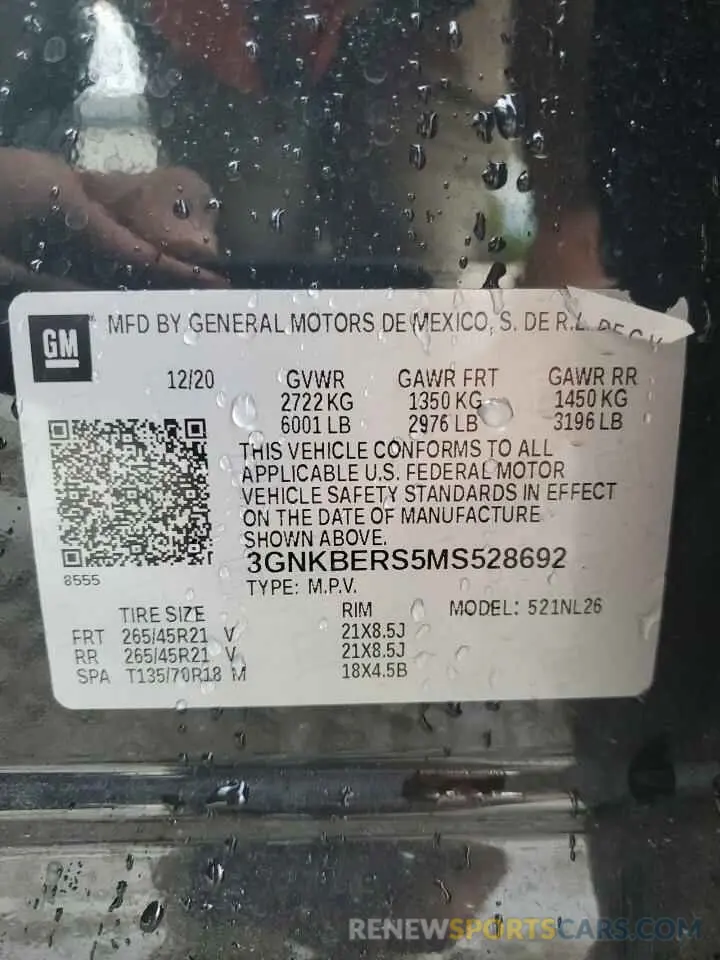 GM
MFD BY GENERAL MOTORS DE MEXICO, S. DE R.L.
12/20 GVWR GAWR FRT GAWR RR
2722 KG 1350 KG 1450 KG
6001 LB 2976 LB 3196 LB
THIS VEHICLE CONFORMS TO ALL
APPLICABLE U.S. FEDERAL MOTOR
VEHICLE SAFETY STANDARDS IN EFFECT
ON THE DATE OF MANUFACTURE
SHOWN ABOVE.
3GNKBERS5MS528692
8555
TYPE: M.P.V.
TIRE SIZE RIM MODEL: 521NL26
FRT 265/45R21 V 21X8.5J
RR 265/45R21 V 21X8.5J
SPA T135/70R18 M 18X4.5B
RENEWSPORTSCARS.COM